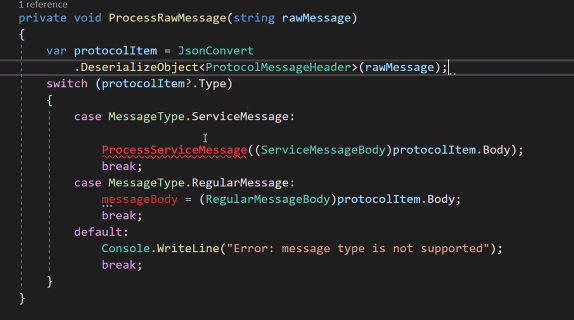 1 reference
private void ProcessRawMessage(string rawMessage)
{
var protocolItem = JsonConvert
.DeserializeObject<ProtocolMessageHeader>(rawMessage);
switch (protocolItem?.Type)
{
case MessageType.ServiceMessage:
ProcessServiceMessage((ServiceMessageBody)protocolItem.Body);
break;
case MessageType.RegularMessage:
messageBody = (RegularMessageBody)protocolItem.Body;
break;
default:
Console.WriteLine("Error: message type is not supported");
break;
}
}